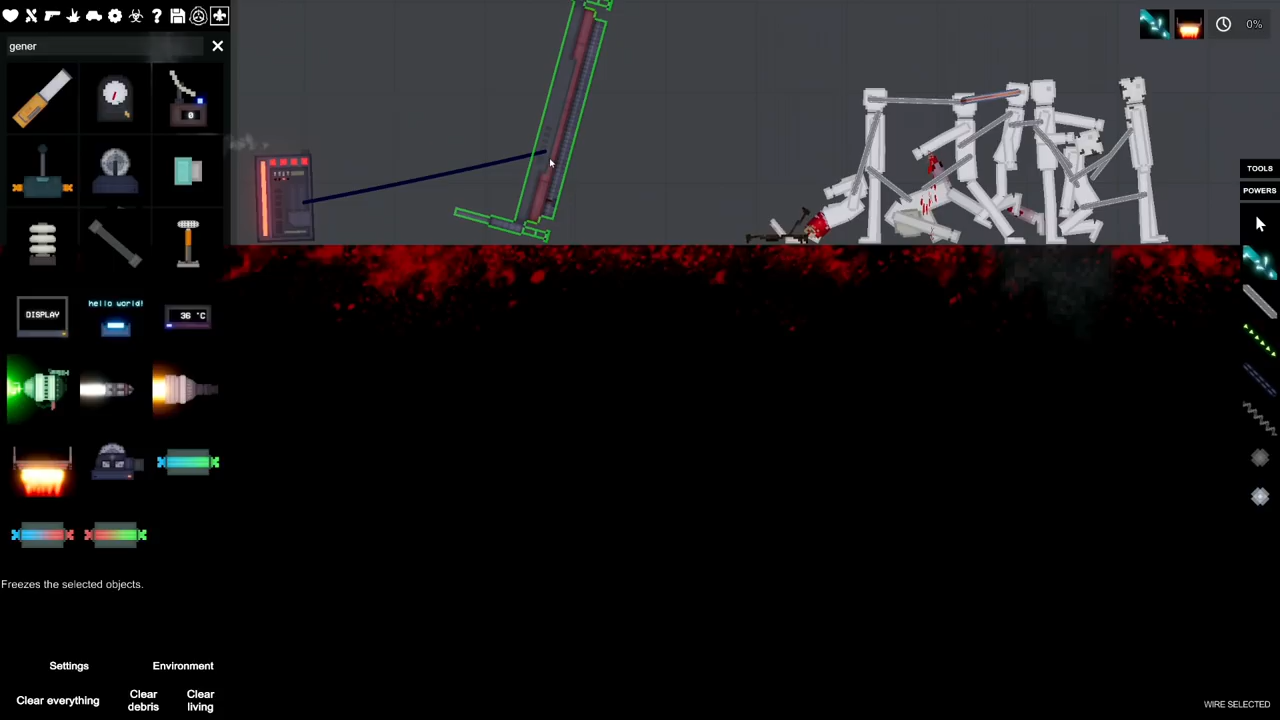 ?
gener
0%
0
TOOLS
POWERS
DISPLAY
hello world!
36 °C
Freezes the selected objects.
Settings
Environment
Clear everything
Clear debris
Clear living
WIRE SELECTED